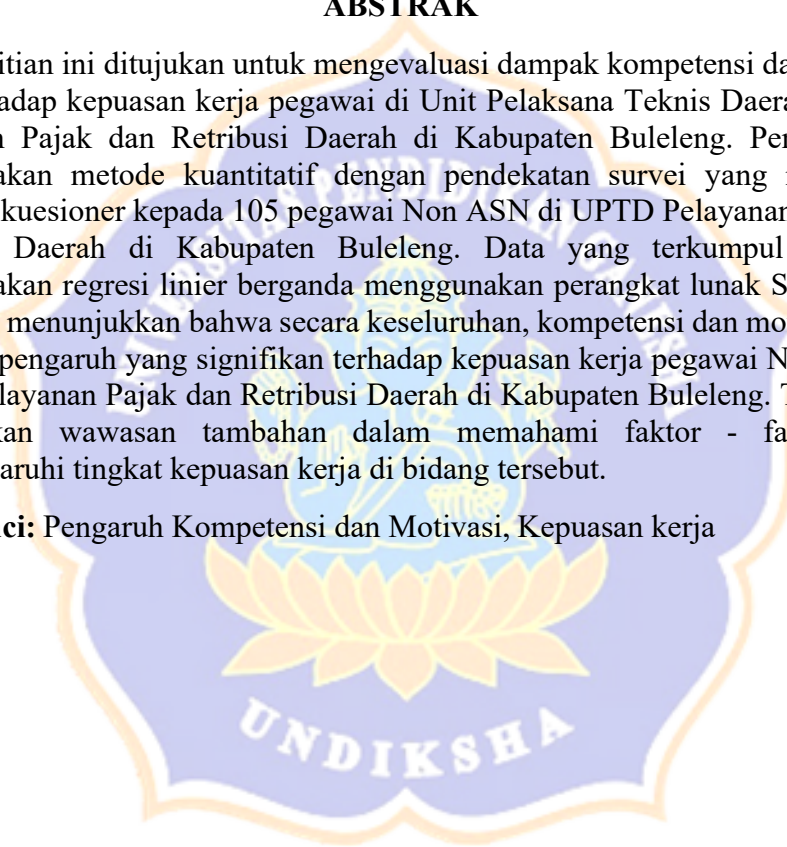 ABSTRAK
itian ini ditujukan untuk mengevaluasi dampak kompetensi da
adap kepuasan kerja pegawai di Unit Pelaksana Teknis Daera
n Pajak dan Retribusi Daerah di Kabupaten Buleleng. Per
akan metode kuantitatif dengan pendekatan survei yang
kuesioner kepada 105 pegawai Non ASN di UPTD Pelayanan
Daerah di Kabupaten Buleleng. Data yang terkumpul
akan regresi linier berganda menggunakan perangkat lunak S
menunjukkan bahwa secara keseluruhan, kompetensi dan mo
pengaruh yang signifikan terhadap kepuasan kerja pegawai N
layanan Pajak dan Retribusi Daerah di Kabupaten Buleleng. T
kan wawasan tambahan dalam memahami faktor - fa
aruhi tingkat kepuasan kerja di bidang tersebut.
ci: Pengaruh Kompetensi dan Motivasi, Kepuasan kerja
UNIVERSITAS PENDIDIKAN GANESHA
UNDIKSHA